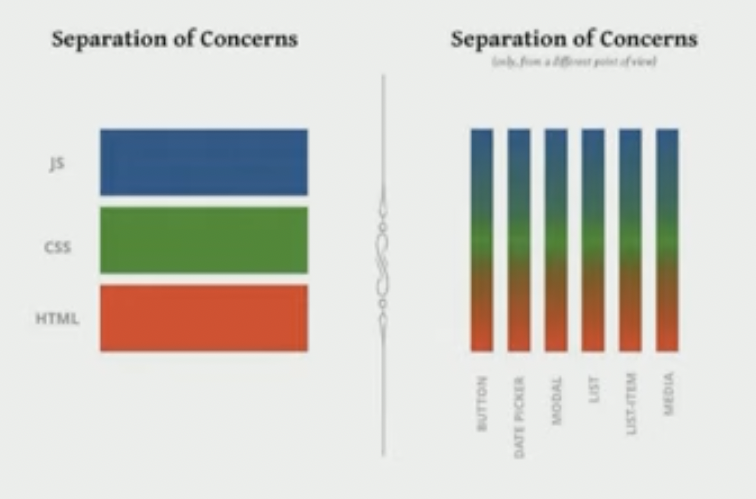 Separation of Concerns
JS
CSS
HTML
Separation of Concerns
(only, from a different point of view)
BUTTON
DATE PICKER
MODAL
LIST
LIST-ITEM
MEDIA